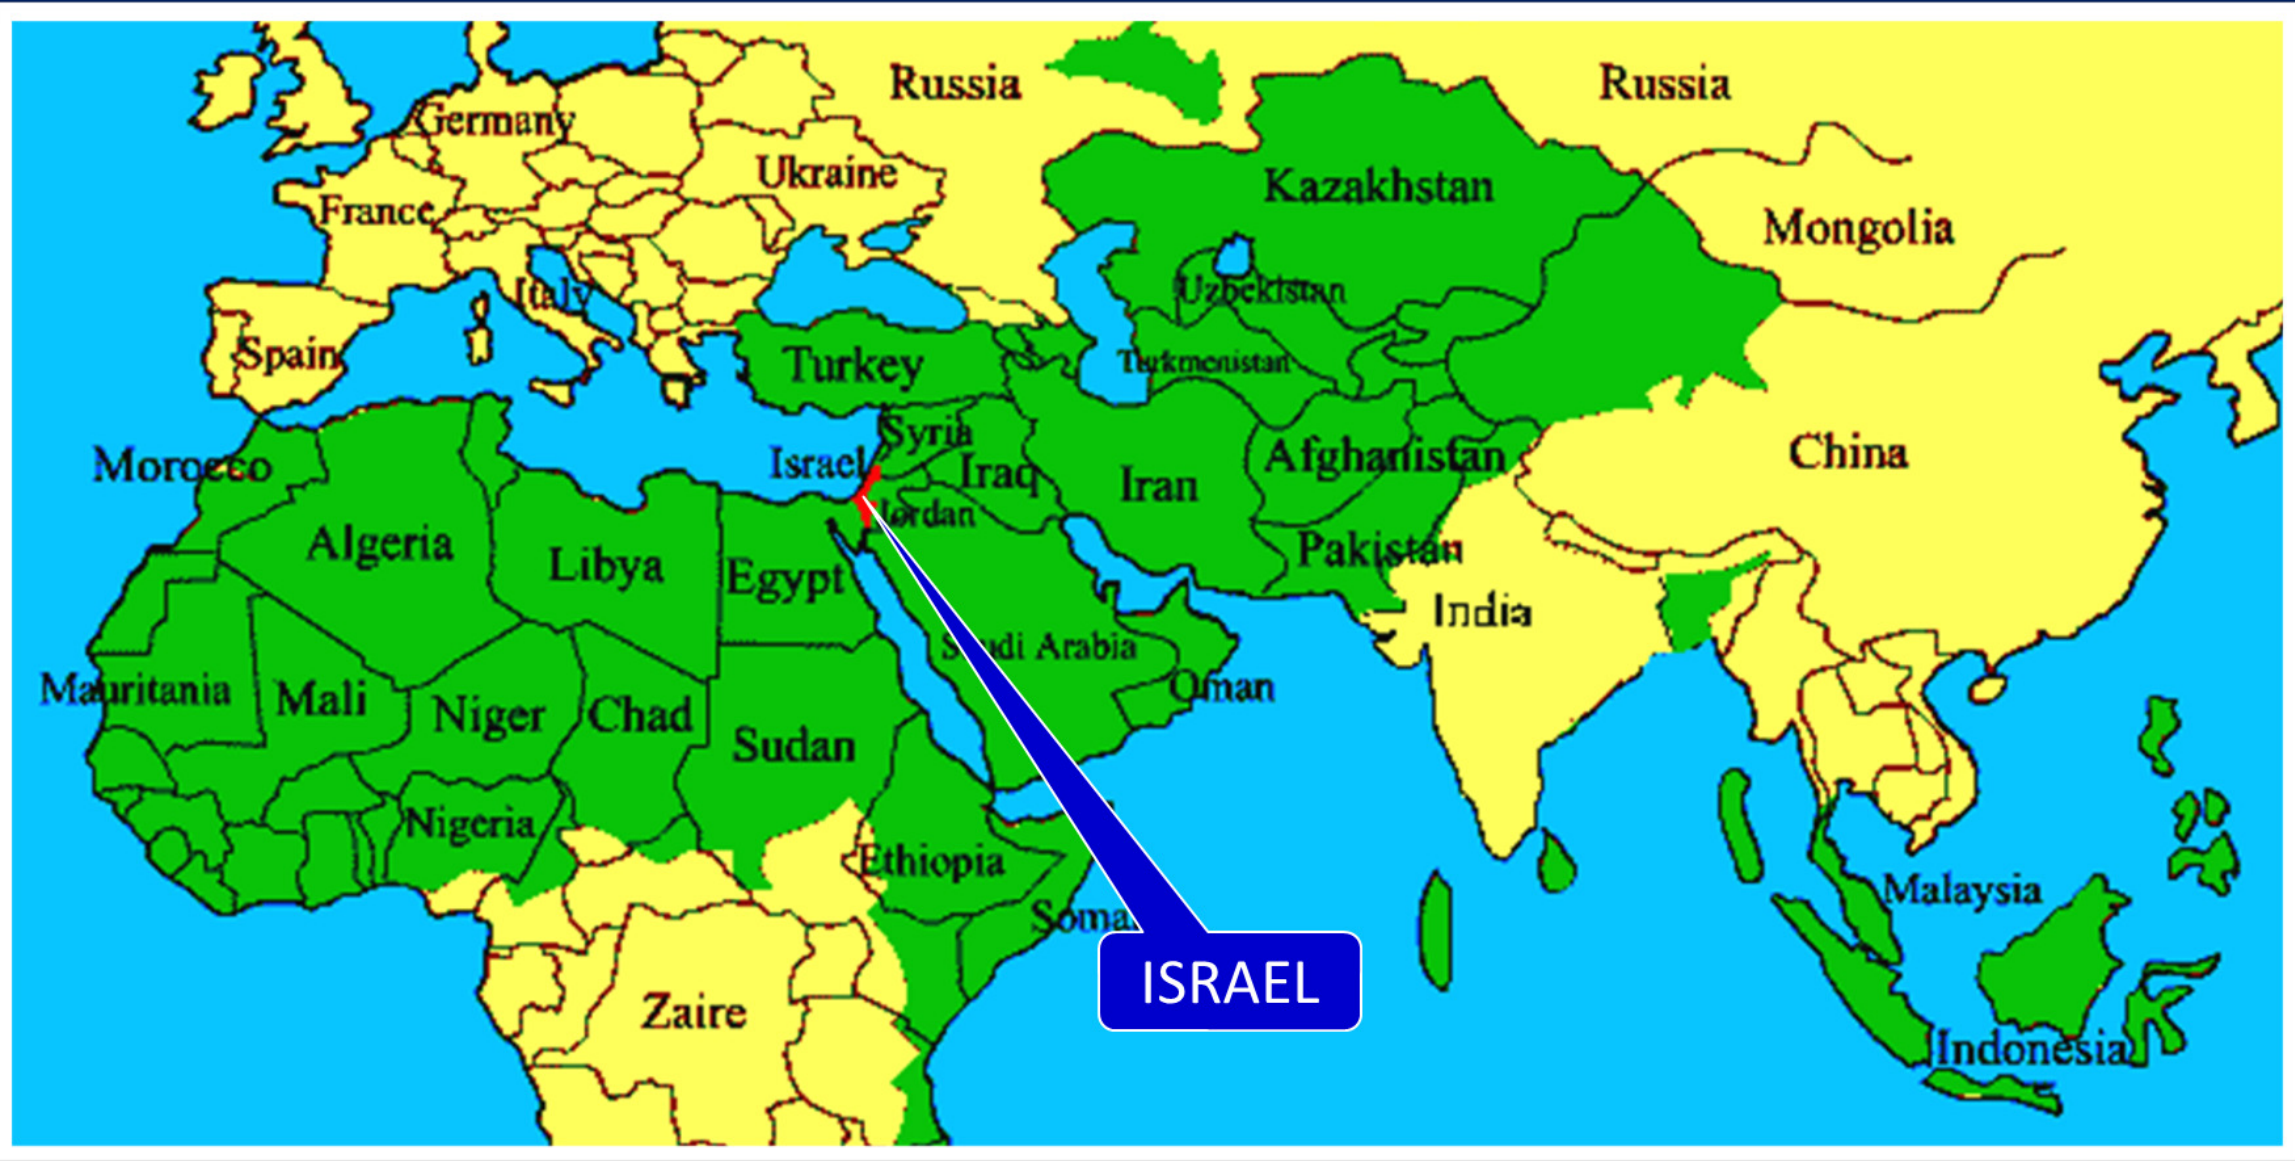 Russia
Russia
Germany
Ukraine
Kazakhstan
France
Mongolia
Italy
Uzbekistan
Spain
Turkey
Turkmenistan
Syria
Israel
Morocco
Iraq
Iran
Afghanistan
China
Jordan
Algeria
Libya
Egypt
Pakistan
India
Saudi Arabia
Mauritania
Mali
Niger
Chad
Oman
Sudan
Nigeria
Ethiopia
Malaysia
Soma
ISRAEL
Zaire
Indonesia